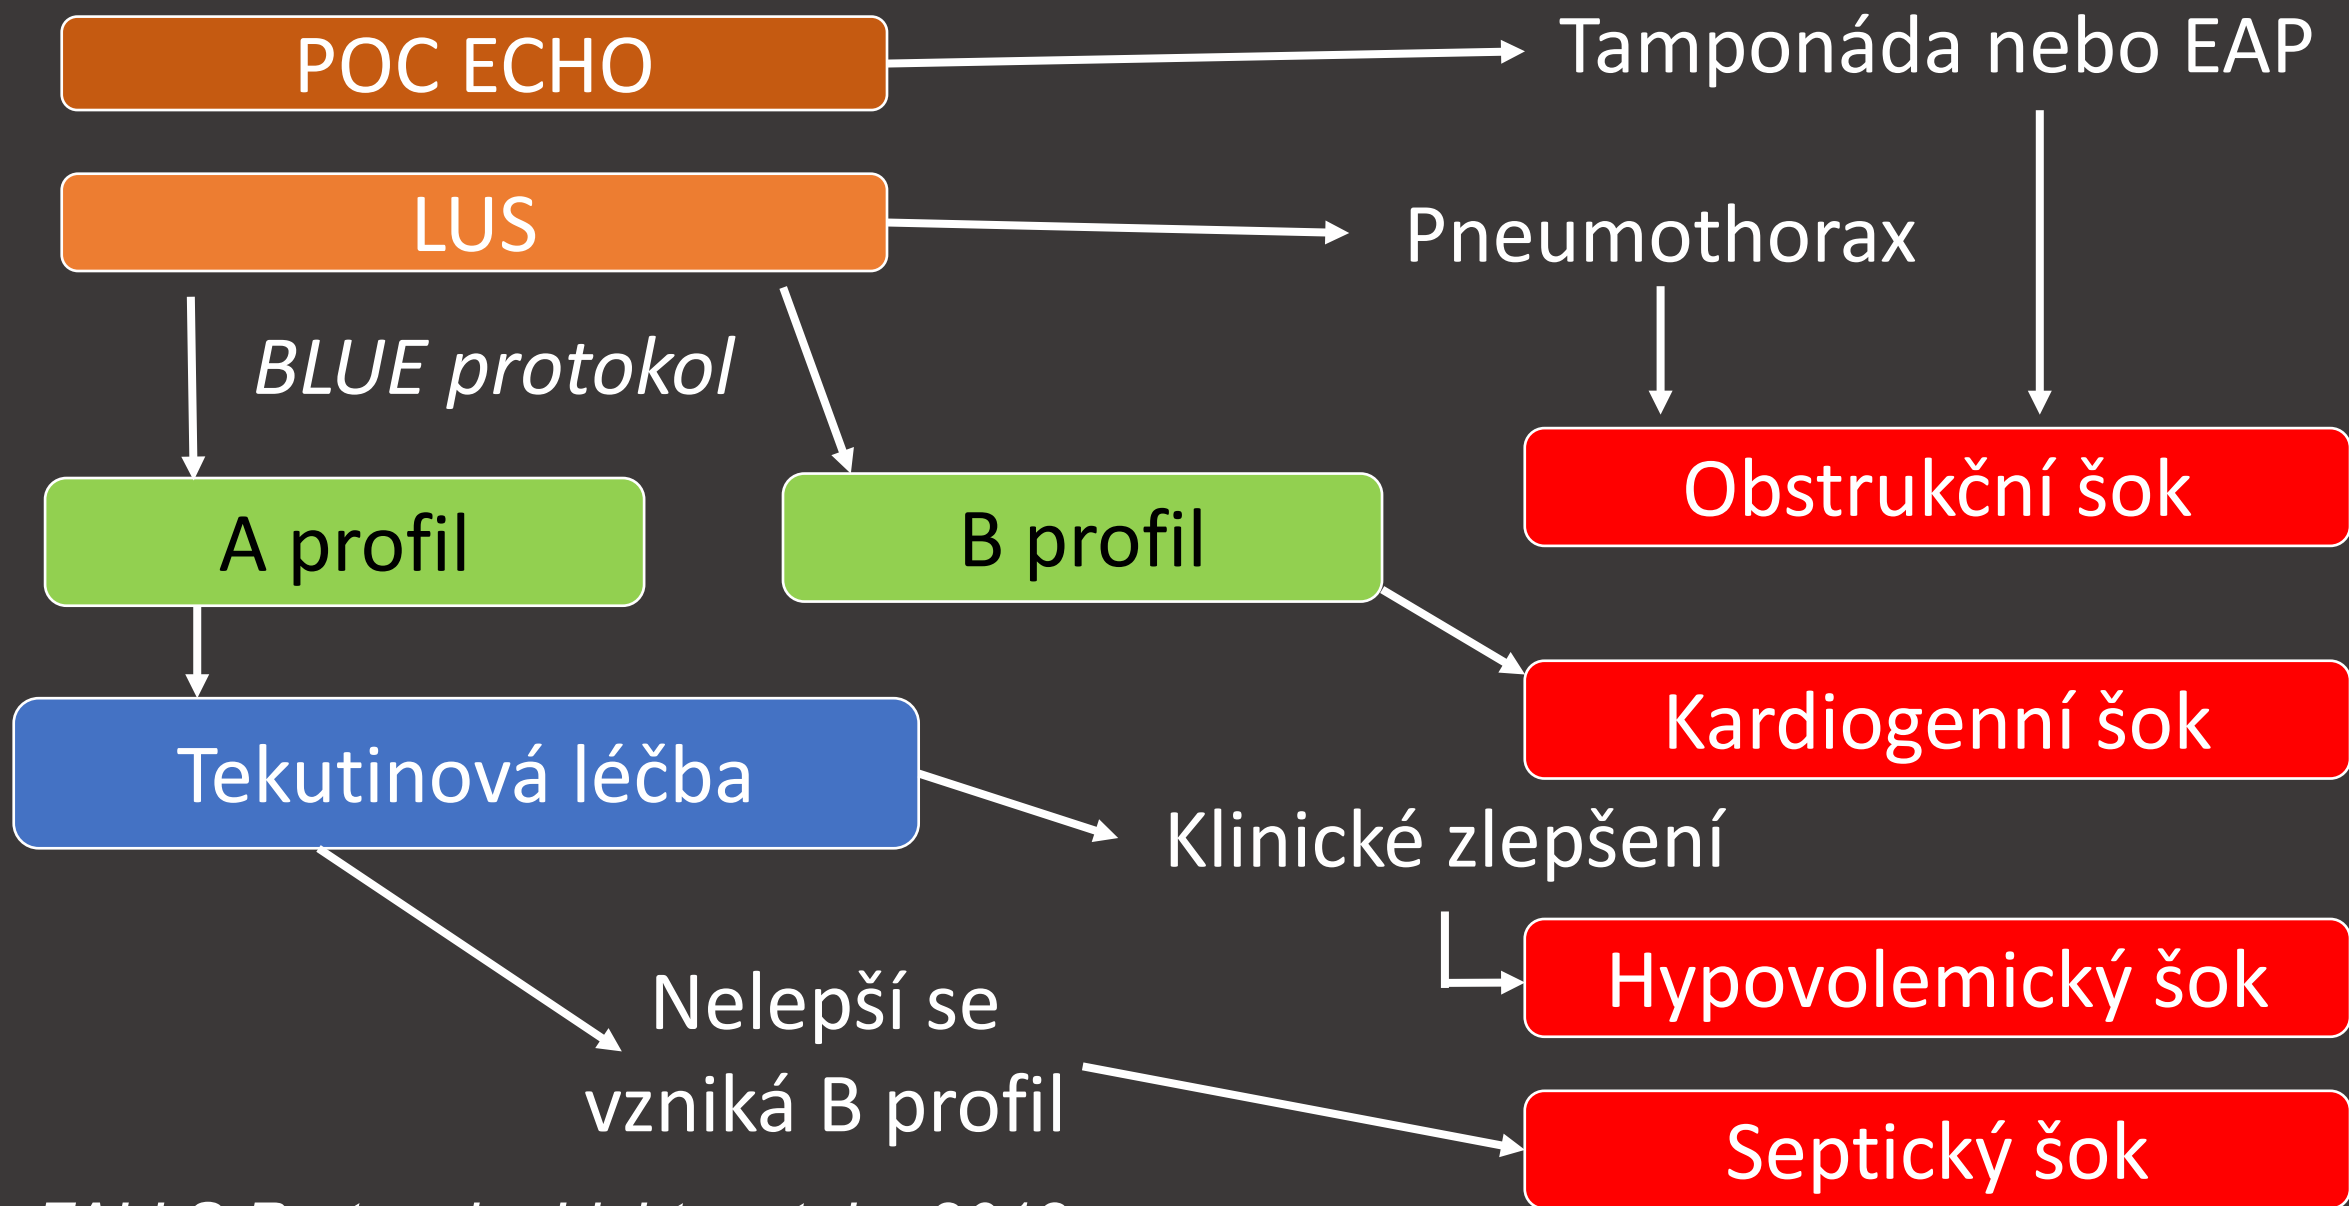 POC ECHO
Tamponáda nebo EAP
LUS
Pneumothorax
BLUE protokol
A profil
B profil
Obstrukční šok
Kardiogenní šok
Tekutinová léčba
Klinické zlepšení
Hypovolemický šok
Nelepší se
vzniká B profil
Septický šok